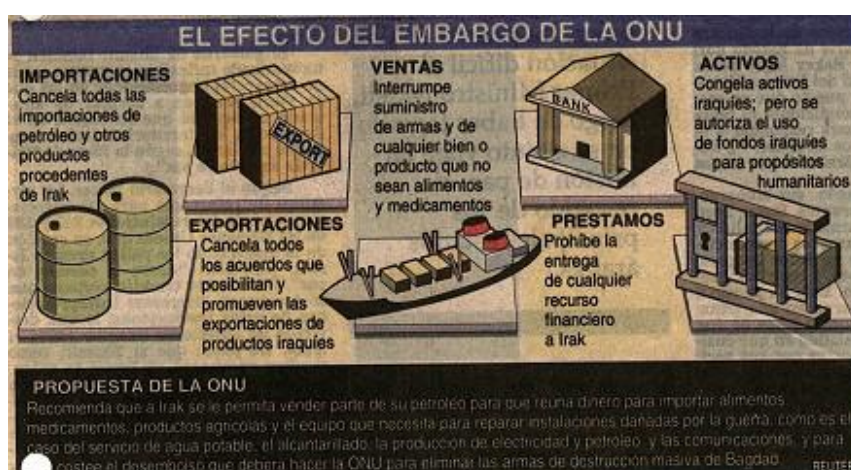 EL EFECTO DEL EMBARGO DE LA ONU
IMPORTACIONES
Cancela todas las
importaciones de
petróleo y otros
productos
procedentes
de Irak
EXPORT
EXPORTACIONES
Cancela todos
los acuerdos que
posibilitan y
promueven las
exportaciones de
productos iraquíes
VENTAS
Interrumpe
suministro
de armas y de
cualquier bien o
producto que no
sean alimentos
y medicamentos
BANK
PRESTAMOS
Prohíbe la
entrega
de cualquier
recurso
financiero
a Irak
ACTIVOS
Congela activos
iraquíes; pero se
autoriza el uso
de fondos iraquíes
para propósitos
humanitarios
PROPUESTA DE LA ONU
Recomienda que a Irak se le permita vender parte de su petróleo para que reúna dinero para importar alimentos
medicamentos, productos agrícolas y el equipo que necesita para reparar instalaciones dañadas por la guerra, como es el
caso del servicio de agua potable, el alcantarillado, la producción de electricidad y petróleo, y las comunicaciones, y para
costee el desembolso que deberá hacer la ONU para eliminar las armas de destrucción masiva de Bagdad
REUTER